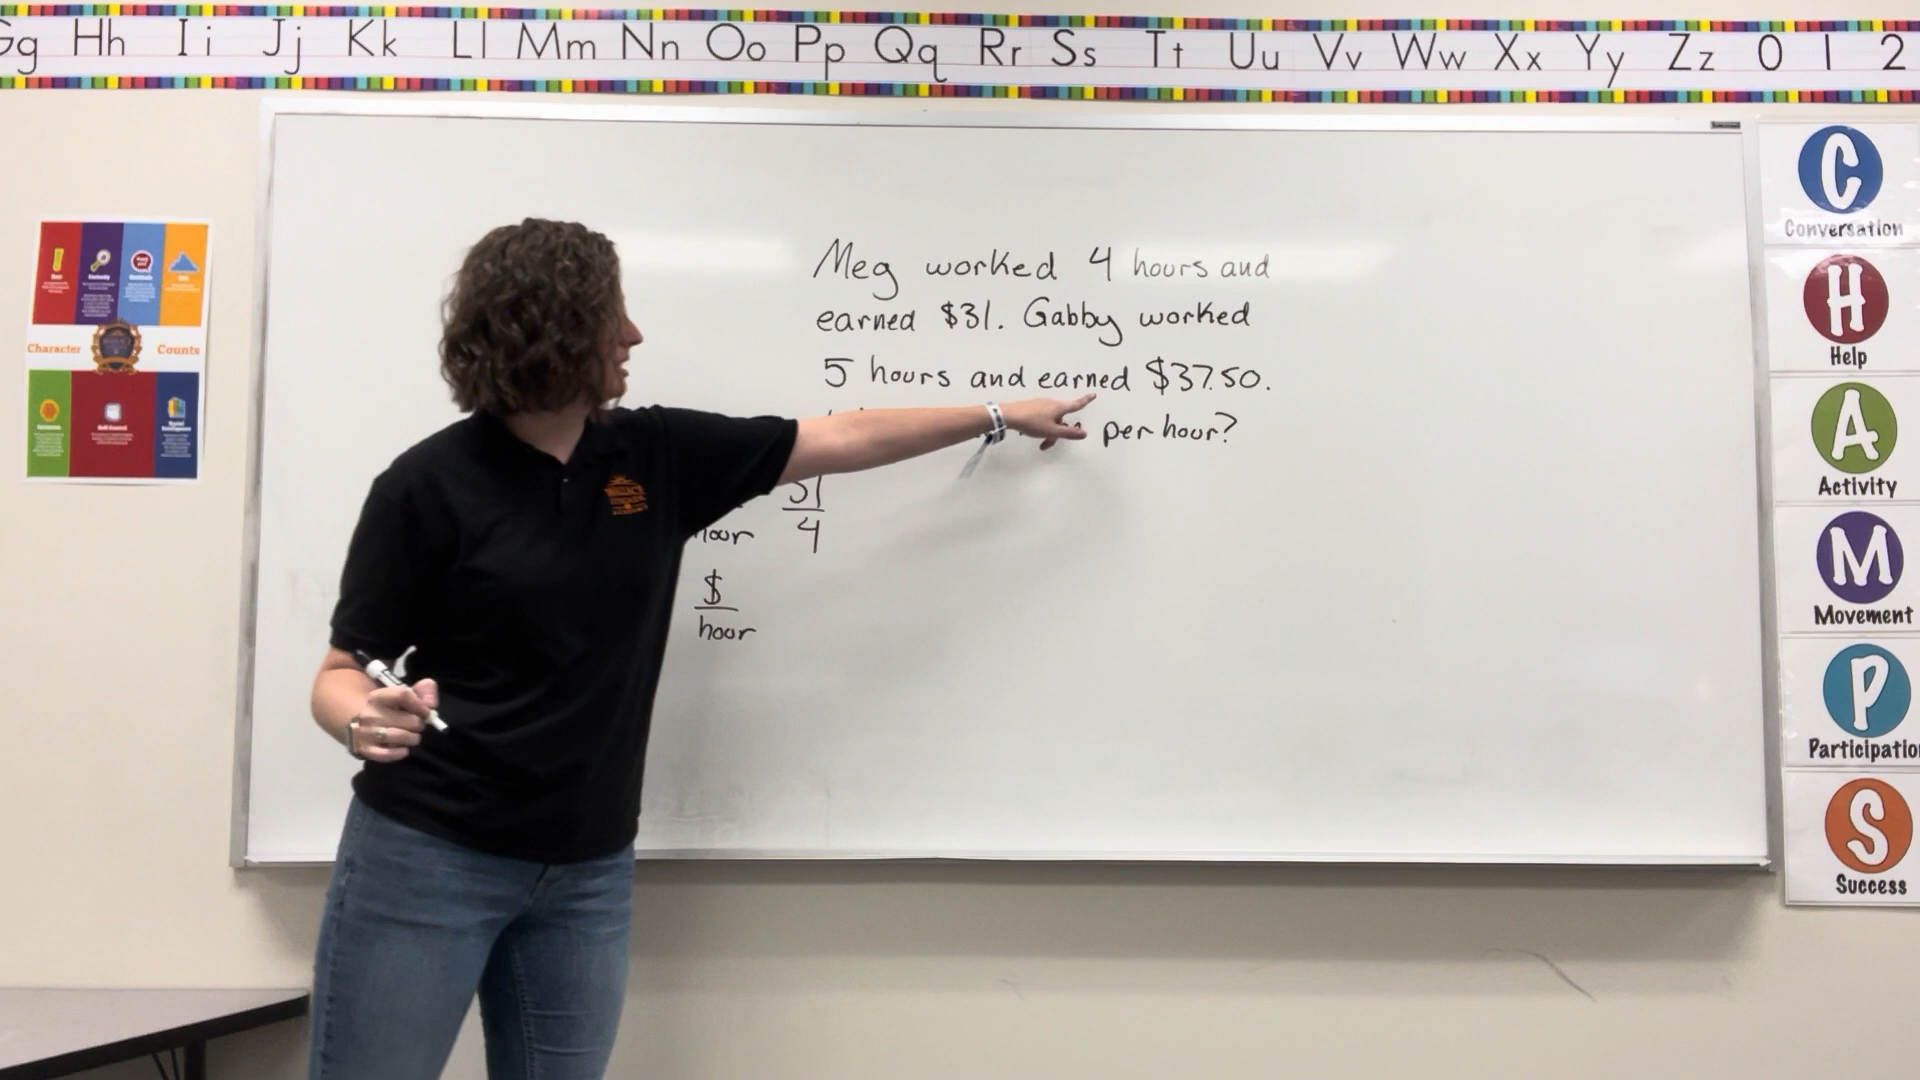 Gg Hh Ii Jj Kk Ll Mm Nn Oo Pp Qq Rr Ss Tt Uu Vv Ww Xx Yy Zz 0 1 2
Meg worked 4 hours and
earned $31. Gabby worked
5 hours and earned $37.50.
per hour?
31
4
hour
$
hour
Character Counts
C
Conversation
H
Help
A
Activity
M
Movement
P
Participatio
S
Success